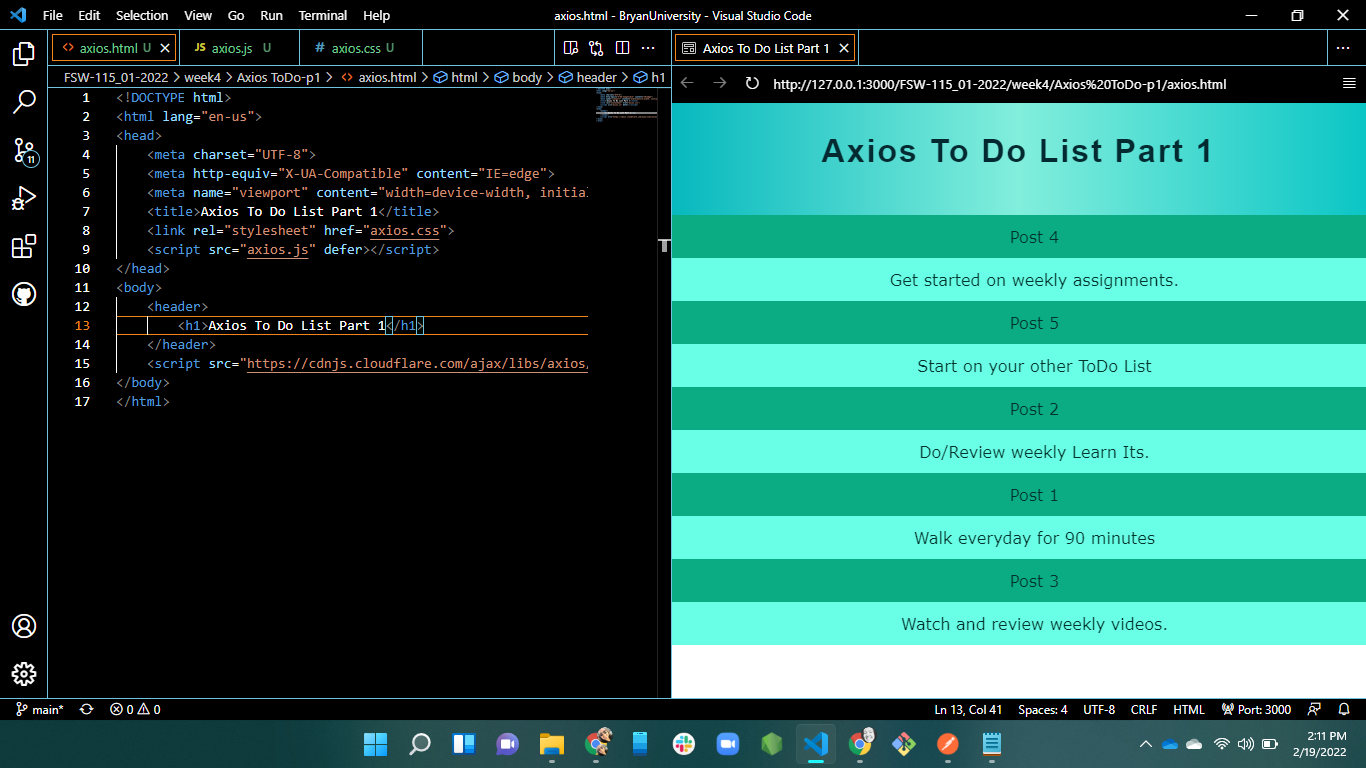 File Edit Selection View Go Run Terminal Help axios.html - BryanUniversity - Visual Studio Code
axios.html U axios.js U axios.css U
FSW-115_01-2022 > week4 > Axios ToDo-p1 > axios.html > html > body > header > h1
1 <!DOCTYPE html>
2 <html lang="en-us">
3 <head>
4 <meta charset="UTF-8">
5 <meta http-equiv="X-UA-Compatible" content="IE=edge">
6 <meta name="viewport" content="width=device-width, initial
7 <title>Axios To Do List Part 1</title>
8 <link rel="stylesheet" href="axios.css">
9 <script src="axios.js" defer></script>
10 </head>
11 <body>
12 <header>
13 <h1>Axios To Do List Part 1</h1>
14 </header>
15 <script src="https://cdnjs.cloudflare.com/ajax/libs/axios/
16 </body>
17 </html>
Axios To Do List Part 1
http://127.0.0.1:3000/FSW-115_01-2022/week4/Axios%20ToDo-p1/axios.html
Axios To Do List Part 1
Post 4
Get started on weekly assignments.
Post 5
Start on your other ToDo List
Post 2
Do/Review weekly Learn Its.
Post 1
Walk everyday for 90 minutes
Post 3
Watch and review weekly videos.
11
main* 0 0 Ln 13, Col 41 Spaces: 4 UTF-8 CRLF HTML Port: 3000
2:11 PM
2/19/2022